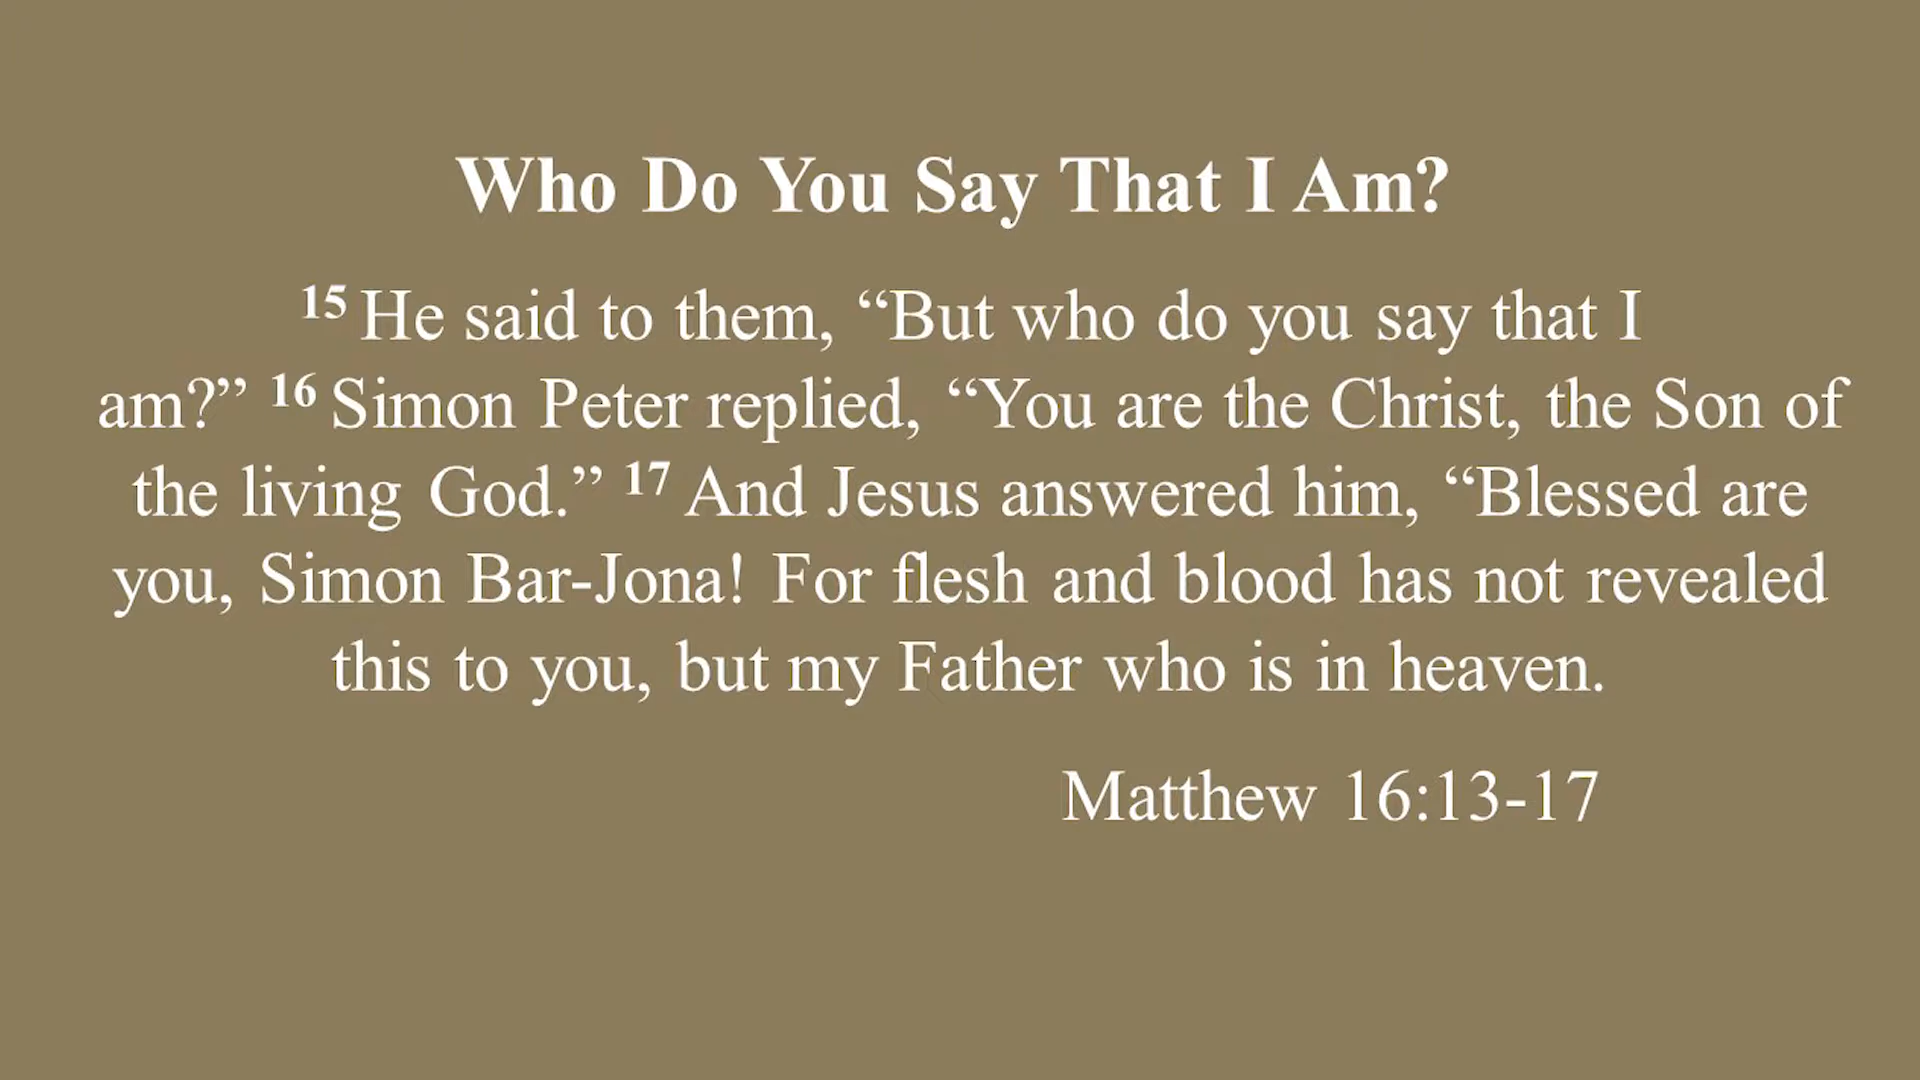 Who Do You Say That I Am?
15 He said to them, “But who do you say that I
am?” 16 Simon Peter replied, “You are the Christ, the Son of
the living God.” 17 And Jesus answered him, “Blessed are
you, Simon Bar-Jona! For flesh and blood has not revealed
this to you, but my Father who is in heaven.
Matthew 16:13-17